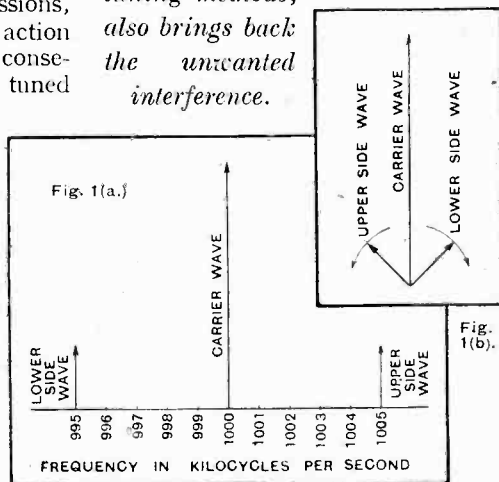 ssions,
action
conse-
tuned
also brings back
the unwanted
interference.
Fig. 1(a.)
LOWER
SIDE
WAVE
CARRIER WAVE
UPPER
SIDE
WAVE
995
996
997
998
999
1000
1001
1002
1003
1004
1005
FREQUENCY IN KILOCYCLES PER SECOND
UPPER SIDE WAVE
CARRIER WAVE
LOWER SIDE WAVE
Fig.
1(b).